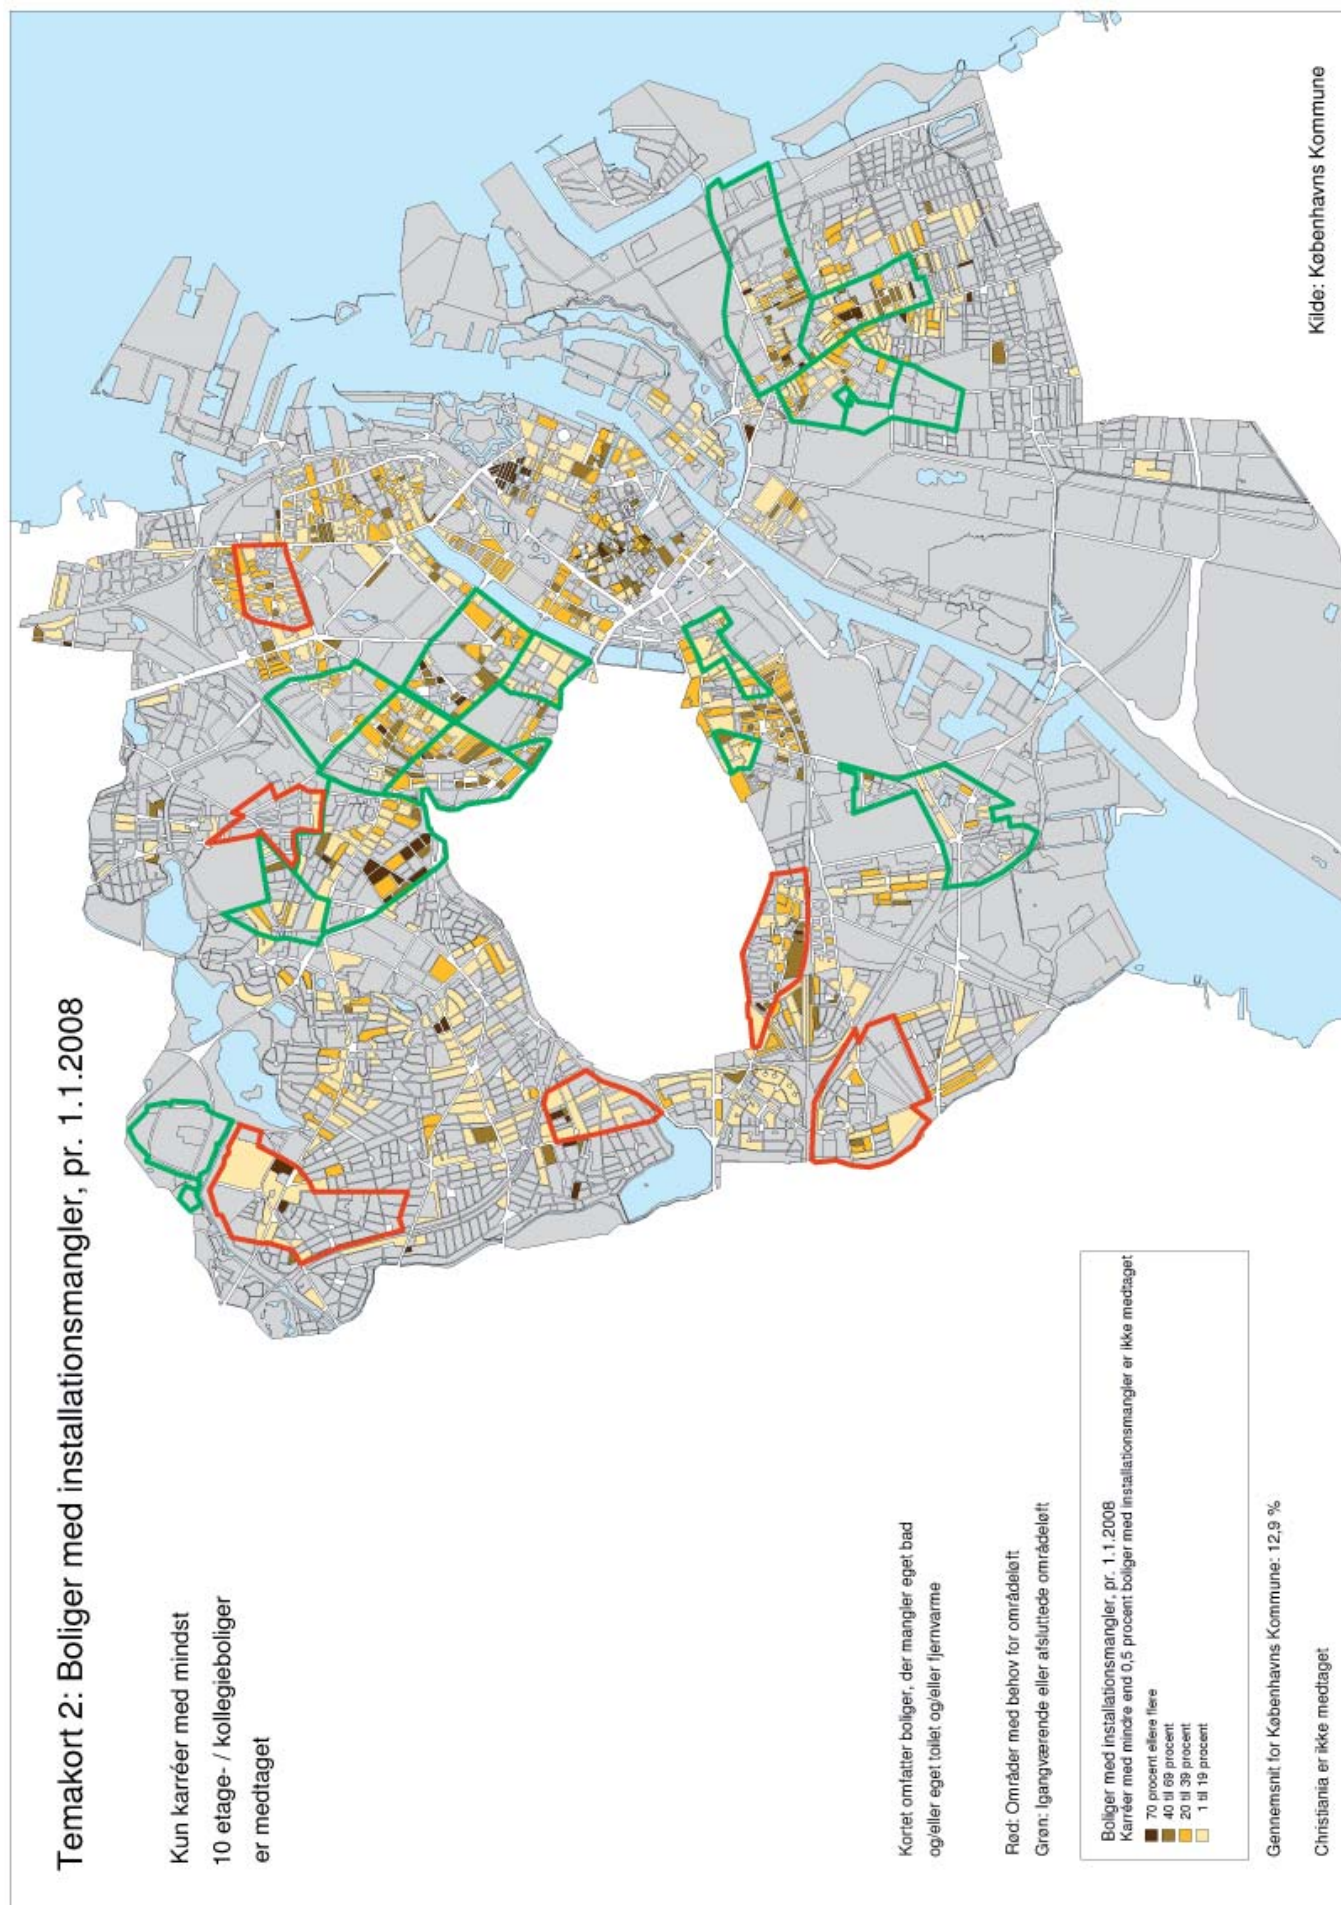 Temakort 2: Boliger med installationsmangler, pr. 1.1.2008
Kun karréer med mindst
10 etage- / kollegieboliger
er medtaget
Kortet omfatter boliger, der mangler eget bad
og/eller eget toilet og/eller fjernvarme
Rød: Områder med behov for områdeløft
Grøn: Igangværende eller afsluttede områdeløft
Boliger med installationsmangler, pr. 1.1.2008
Karréer med mindre end 0,5 procent boliger med installationsmangler er ikke medtaget
70 procent ellere flere
40 til 69 procent
20 til 39 procent
1 til 19 procent
Gennemsnit for Københavns Kommune: 12,9 %
Christiania er ikke medtaget
Kilde: Københavns Kommune